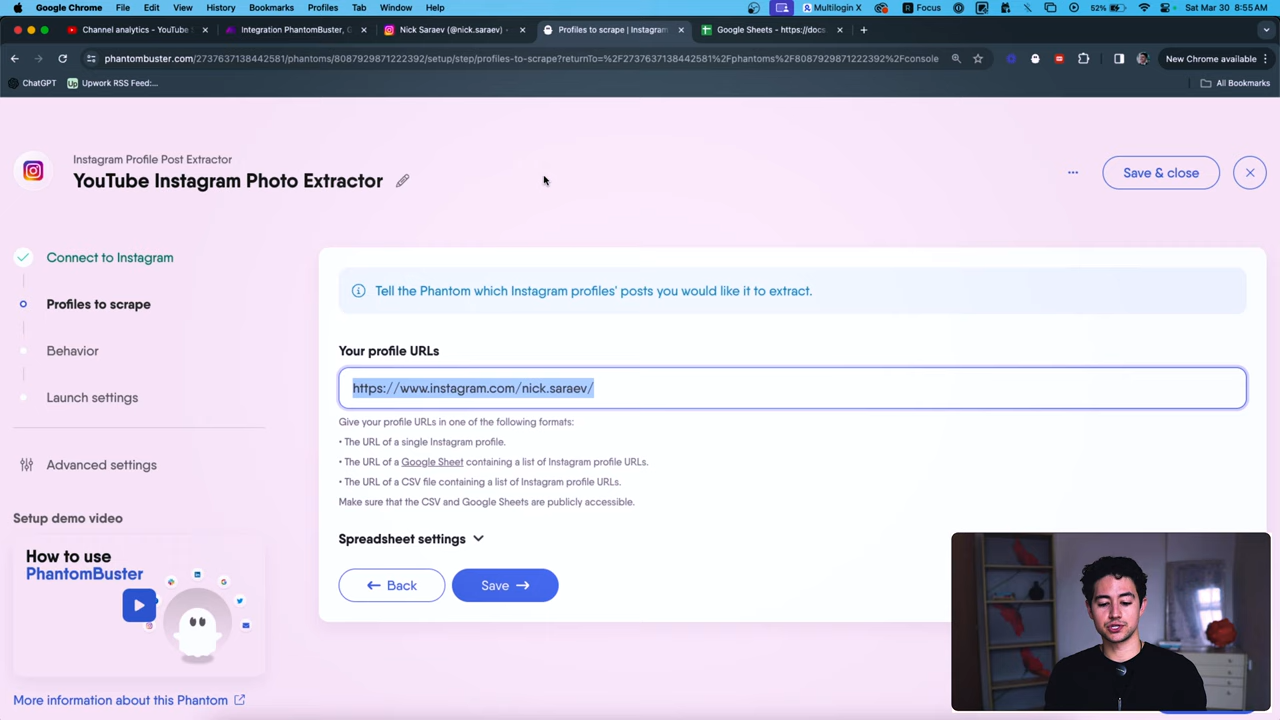 Google Chrome File Edit View History Bookmarks Profiles Tab Window Help Multilogin X Focus 52% Sat Mar 30 8:55 AM
Channel analytics - YouTube Integration PhantomBuster, G Nick Saraev (@nick.saraev) · Profiles to scrape | Instagram Google Sheets - https://docs.
phantombuster.com/2737637138442581/phantoms/8087929871222392/setup/step/profiles-to-scrape?returnTo=%2F2737637138442581%2Fphantoms%2F8087929871222392%2Fconsole New Chrome available
ChatGPT Upwork RSS Feed:... All Bookmarks
Instagram Profile Post Extractor
YouTube Instagram Photo Extractor
Save & close
Connect to Instagram
Profiles to scrape
Behavior
Launch settings
Advanced settings
Setup demo video
How to use
PhantomBuster
More information about this Phantom
Tell the Phantom which Instagram profiles' posts you would like it to extract.
Your profile URLs
https://www.instagram.com/nick.saraev/
Give your profile URLs in one of the following formats:
• The URL of a single Instagram profile.
• The URL of a Google Sheet containing a list of Instagram profile URLs.
• The URL of a CSV file containing a list of Instagram profile URLs.
Make sure that the CSV and Google Sheets are publicly accessible.
Spreadsheet settings
← Back Save →